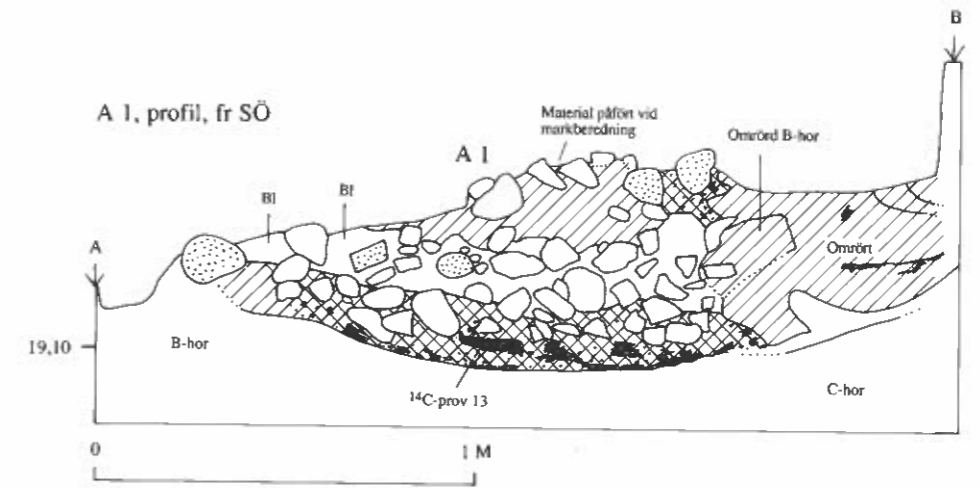 B
A 1, profil, fr SÖ
Material påfört vid
markberedning
Omrörd B-hor
A 1
Bl
Bf
A
Omrört
19,10
B-hor
C-hor
¹⁴C-prov 13
0
1 M